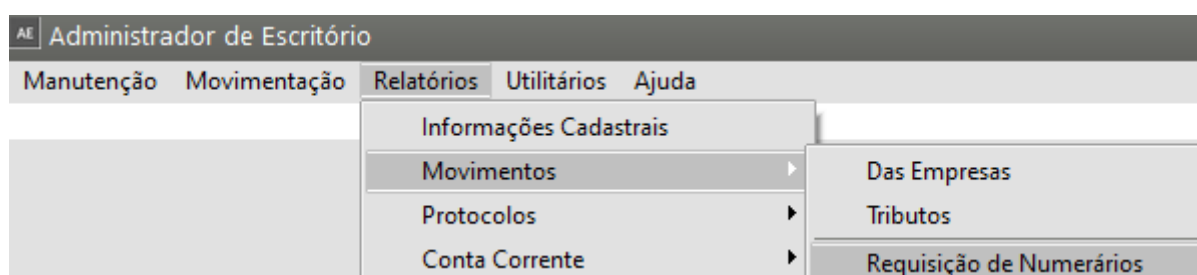 AE Administrador de Escritório
Manutenção Movimentação Relatórios Utilitários Ajuda
Informações Cadastrais
Movimentos
Das Empresas
Protocolos
Tributos
Conta Corrente
Requisição de Numerários